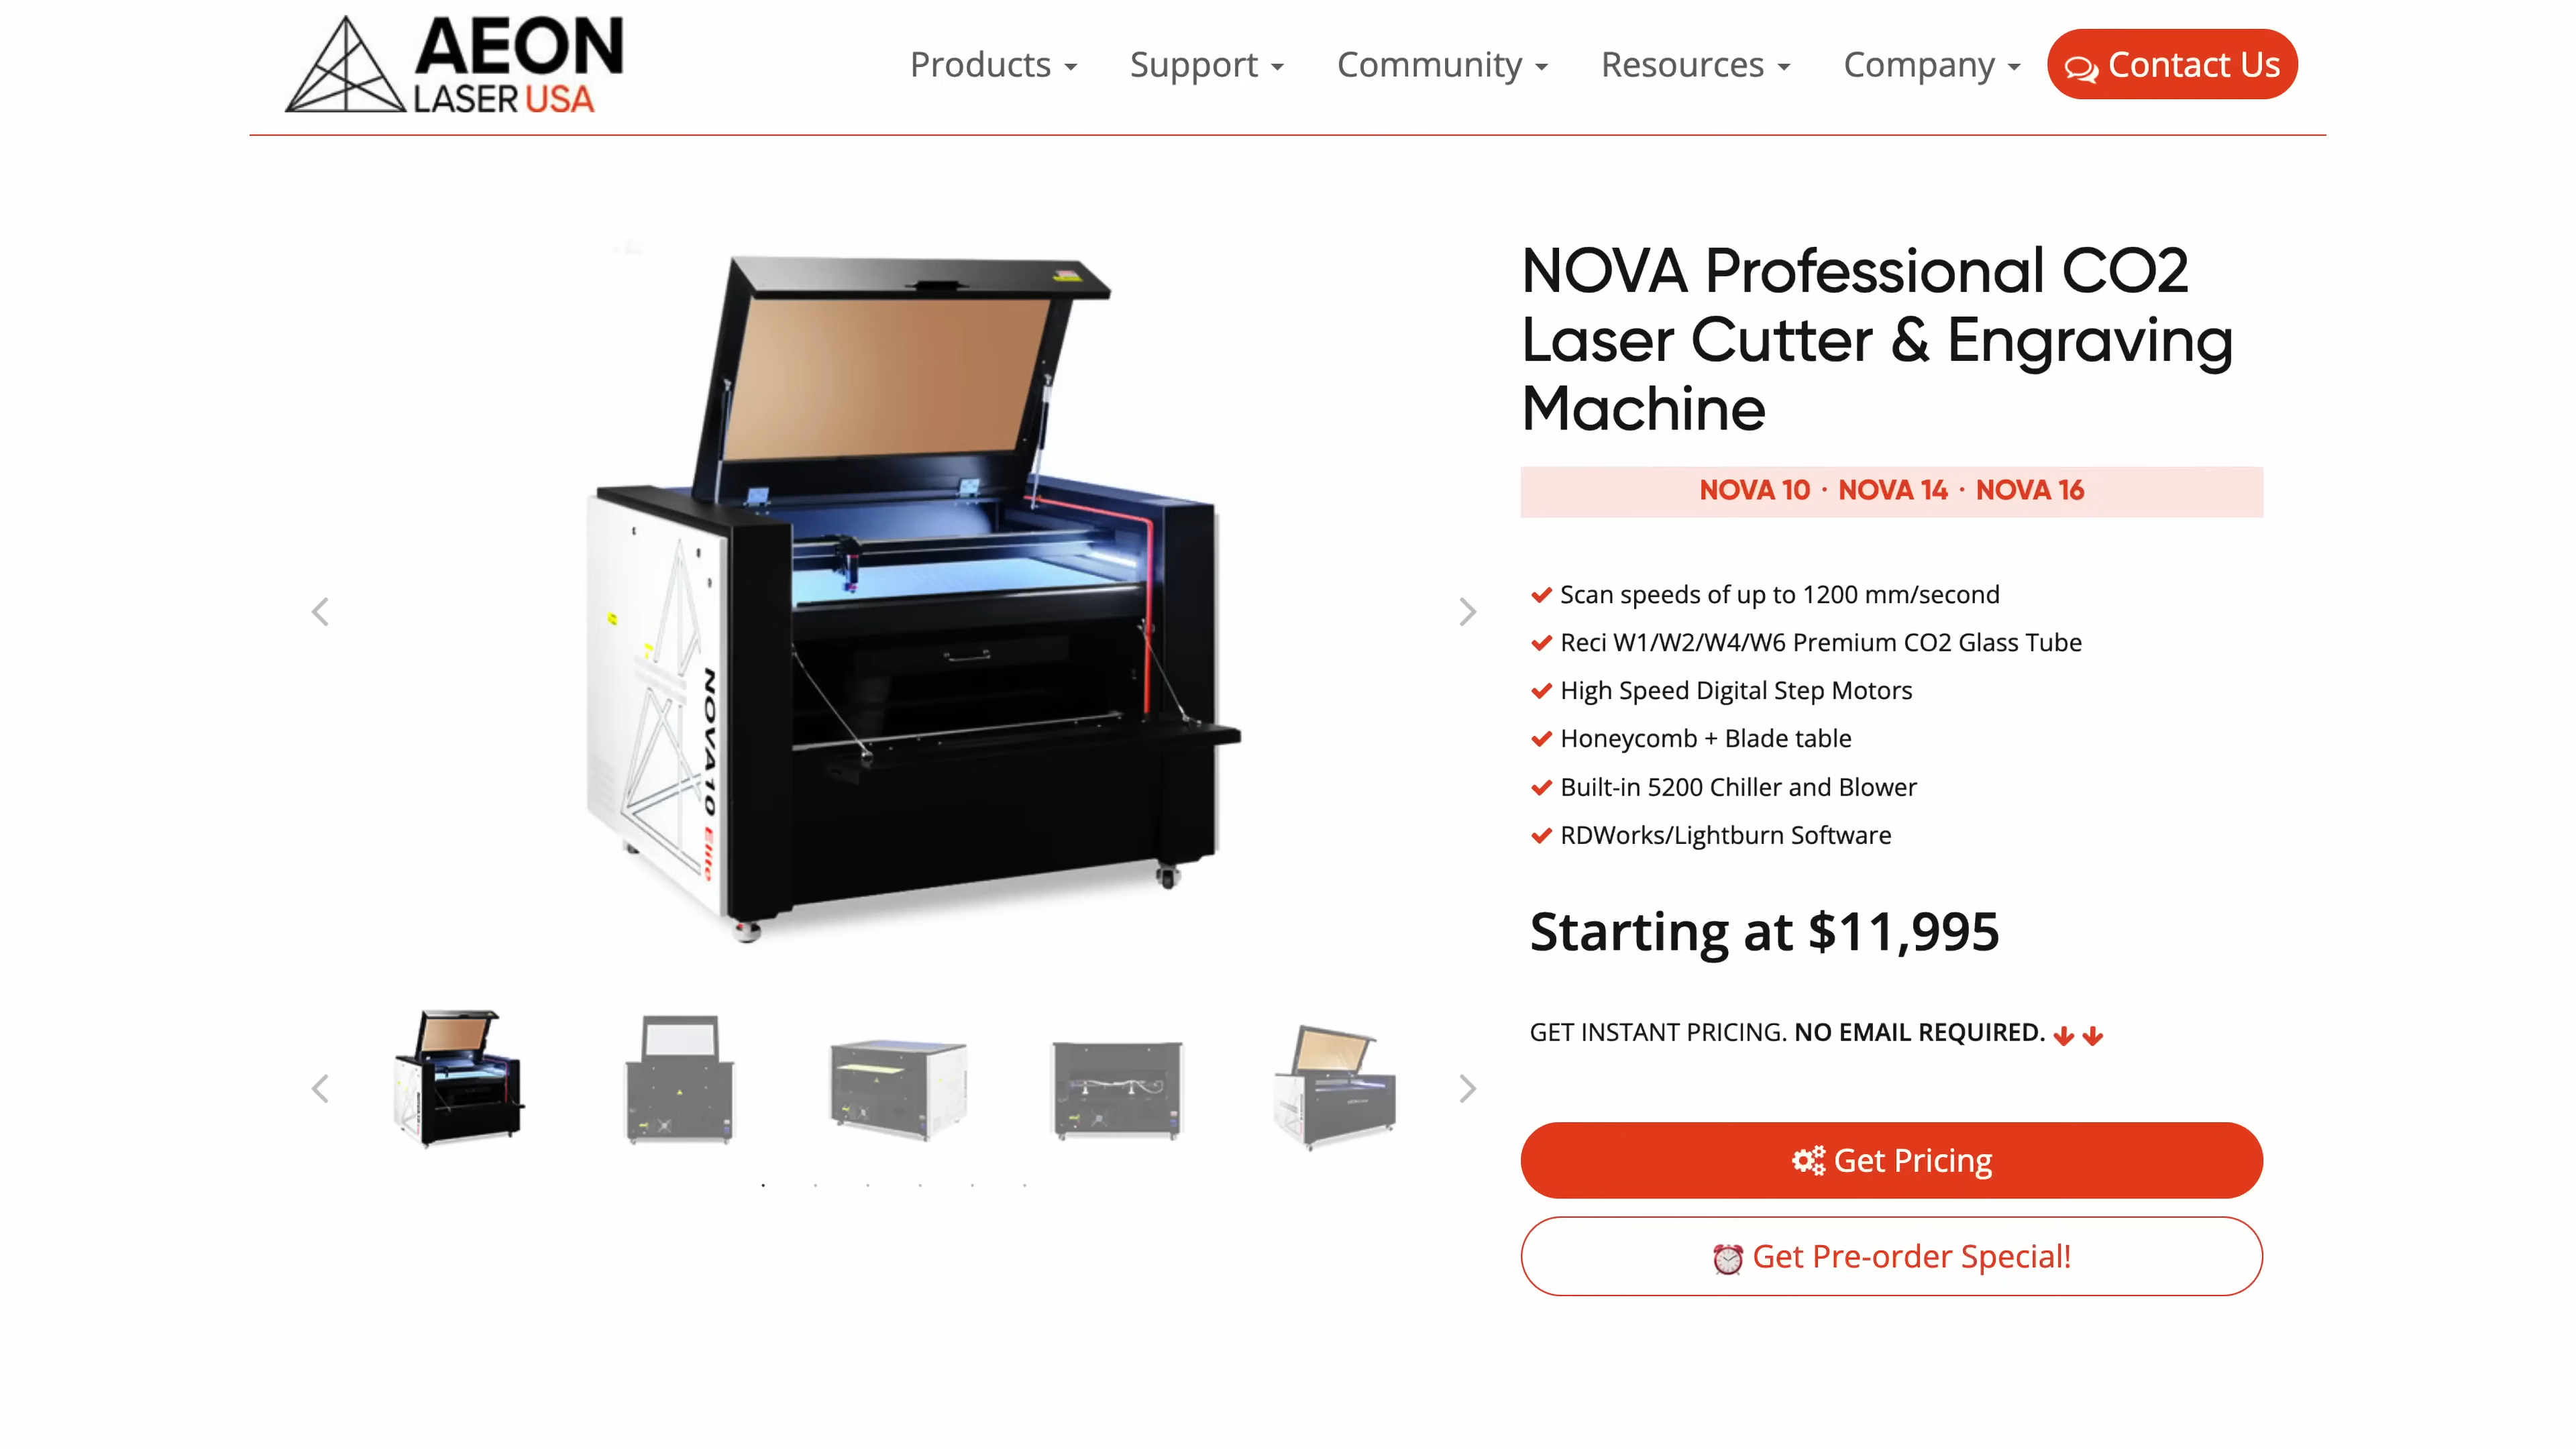 AEON
LASER USA
Products
Support
Community
Resources
Company
Contact Us
NOVA 10 Elite
NOVA Professional CO2
Laser Cutter & Engraving
Machine
NOVA 10 · NOVA 14 · NOVA 16
Scan speeds of up to 1200 mm/second
Reci W1/W2/W4/W6 Premium CO2 Glass Tube
High Speed Digital Step Motors
Honeycomb + Blade table
Built-in 5200 Chiller and Blower
RDWorks/Lightburn Software
Starting at $11,995
GET INSTANT PRICING. NO EMAIL REQUIRED.
Get Pricing
Get Pre-order Special!